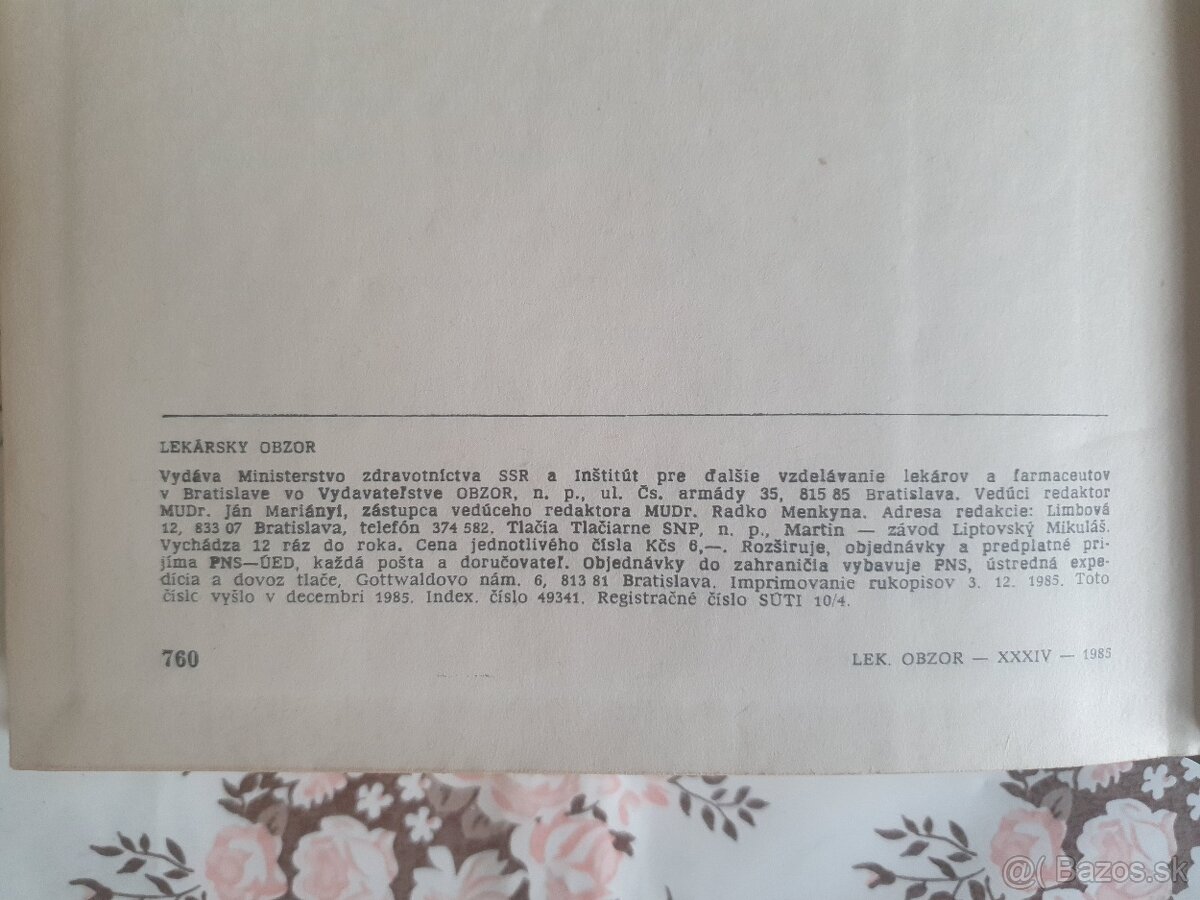 LEKÁRSKY OBZOR
Vydáva Ministerstvo zdravotníctva SSR a Inštitút pre ďalšie vzdelávanie lekárov a farmaceutov
v Bratislave vo Vydavateľstve OBZOR, n. p., ul. Čs. armády 35, 815 85 Bratislava. Vedúci redaktor
MUDr. Ján Mariányi, zástupca vedúceho redaktora MUDr. Radko Menkyna. Adresa redakcie: Limbová
12, 833 07 Bratislava, telefón 374 582. Tlačia Tlačiarne SNP, n. p., Martin — závod Liptovský Mikuláš.
Vychádza 12 ráz do roka. Cena jednotlivého čísla Kčs 6,—. Rozširuje, objednávky a predplatné pri-
jíma PNS—ÚED, každá pošta a doručovateľ. Objednávky do zahraničia vybavuje PNS, ústredná expe-
dícia a dovoz tlače, Gottwaldovo nám. 6, 813 81 Bratislava. Imprimovanie rukopisov 3. 12. 1985. Toto
číslo vyšlo v decembri 1985. Index. číslo 49341. Registračné číslo SÚTI 10/4.
760
LEK. OBZOR — XXXIV — 1985
@( Bazos.sk